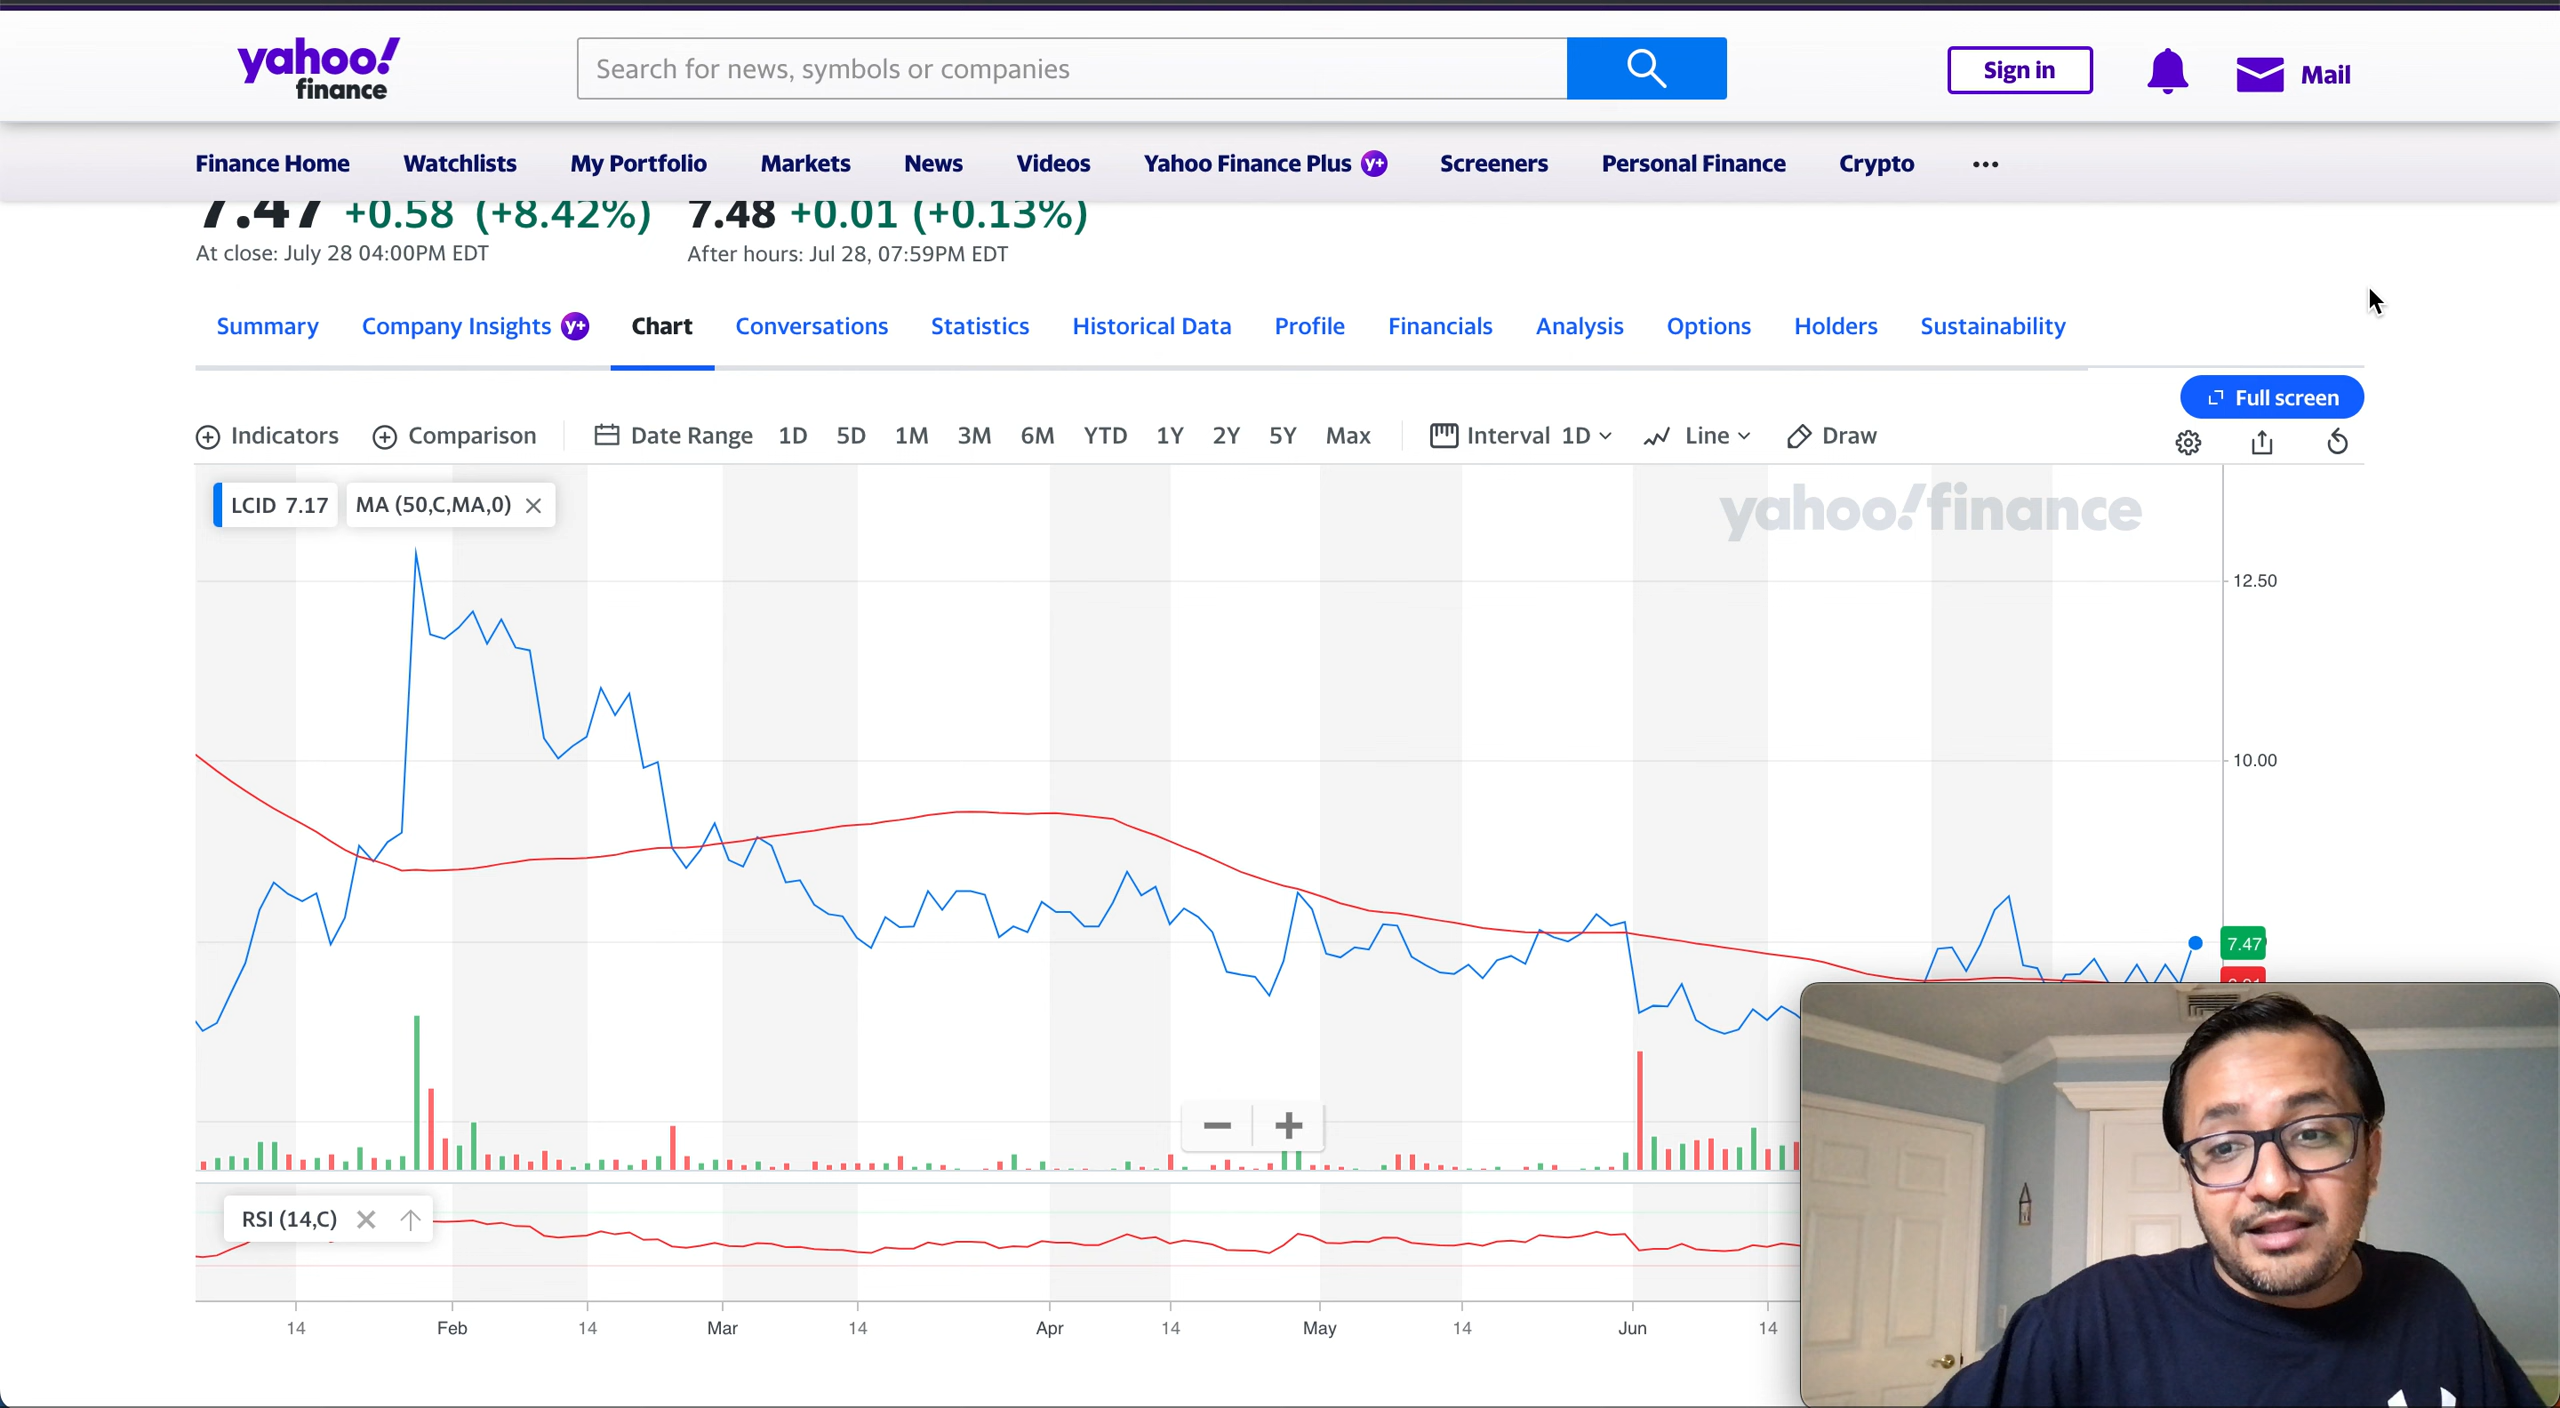 yahoo!
finance
Search for news, symbols or companies
Sign in
Mail
Finance Home Watchlists My Portfolio Markets News Videos Yahoo Finance Plus y+ Screeners Personal Finance Crypto ...
7.47 +0.58 (+8.42%) 7.48 +0.01 (+0.13%)
At close: July 28 04:00PM EDT After hours: Jul 28, 07:59PM EDT
Summary Company Insights y+ Chart Conversations Statistics Historical Data Profile Financials Analysis Options Holders Sustainability
Full screen
Indicators Comparison Date Range 1D 5D 1M 3M 6M YTD 1Y 2Y 5Y Max Interval 1D Line Draw
LCID 7.17 MA (50,C,MA,0)
yahoo!finance
12.50
10.00
7.47
RSI (14,C)
14 Feb 14 Mar 14 Apr 14 May 14 Jun 14